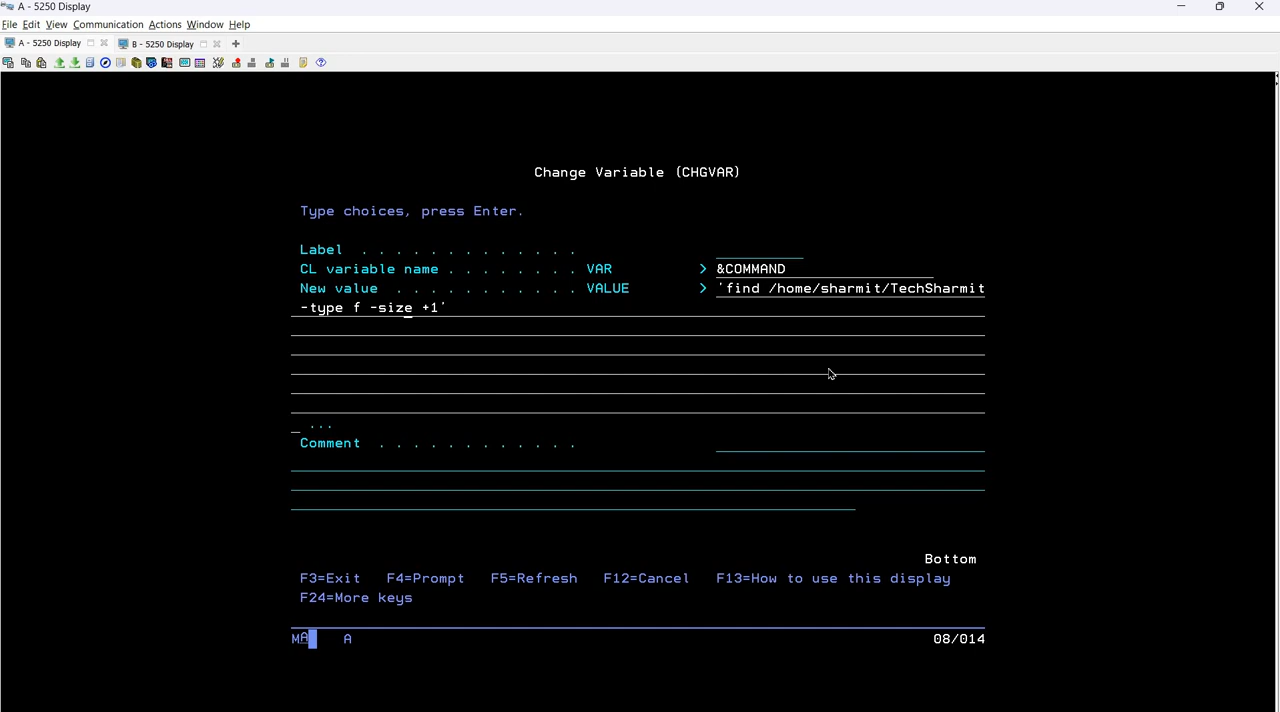 A - 5250 Display
File Edit View Communication Actions Window Help
A - 5250 Display B - 5250 Display +
Change Variable (CHGVAR)
Type choices, press Enter.
Label . . . . . . . . . . . . .
CL variable name . . . . . . . . VAR > &COMMAND
New value . . . . . . . . . . . VALUE > 'find /home/sharmit/TechSharmit
-type f -size +1'
_ ...
Comment . . . . . . . . . . . .
Bottom
F3=Exit F4=Prompt F5=Refresh F12=Cancel F13=How to use this display
F24=More keys
MA A 08/014